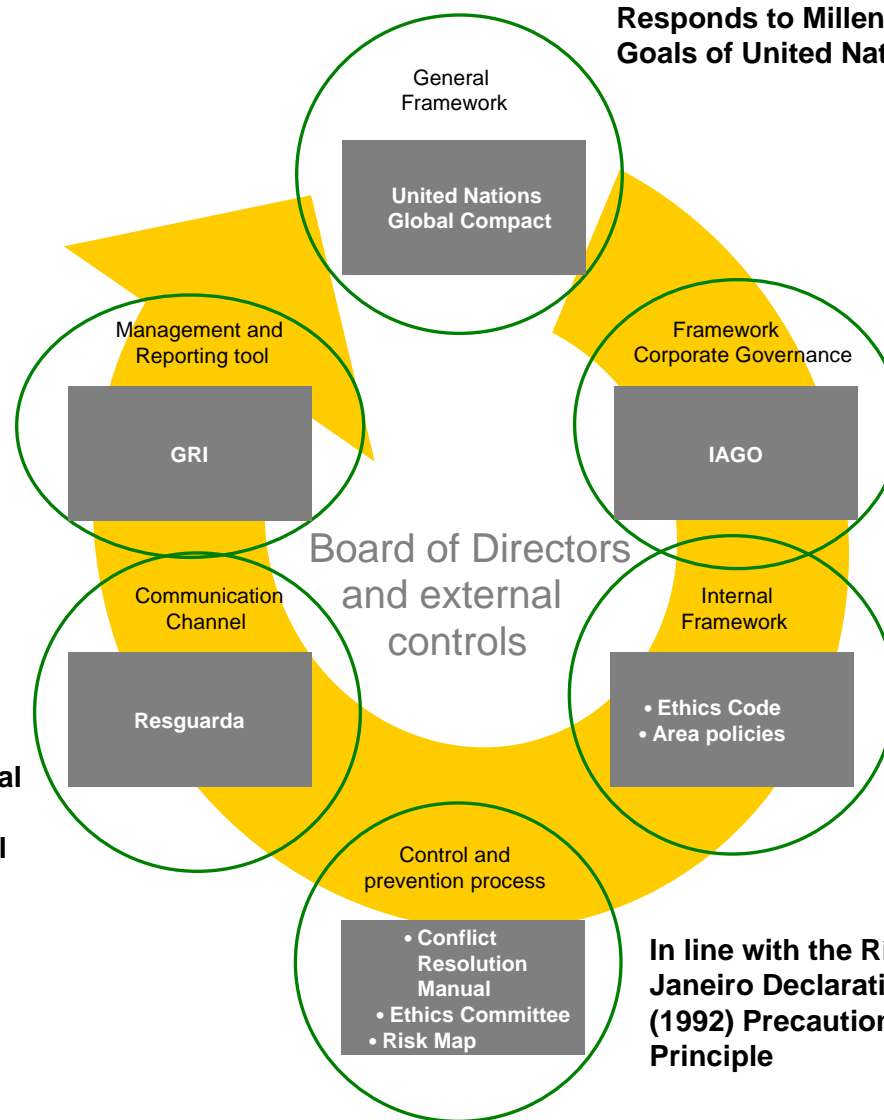 Responds to Millen
Goals of United Nat
General
Framework
United Nations
Global Compact
Framework
Corporate Governance
IAGO
Internal
Framework
• Ethics Code
• Area policies
Control and
prevention process
• Conflict
Resolution
Manual
• Ethics Committee
• Risk Map
In line with the Ri
Janeiro Declarati
(1992) Precaution
Principle
Communication
Channel
Resguarda
al
l
Management and
Reporting tool
GRI
Board of Directors
and external
controls